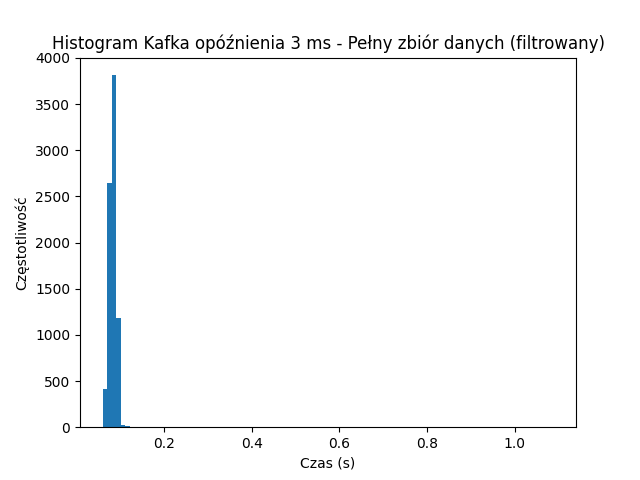 Histogram Kafka opóźnienia 3 ms - Pełny zbiór danych (filtrowany)
4000
3500
3000
2500
2000
1500
1000
500
0
Częstotliwość
0.2 0.4 0.6 0.8 1.0
Czas (s)